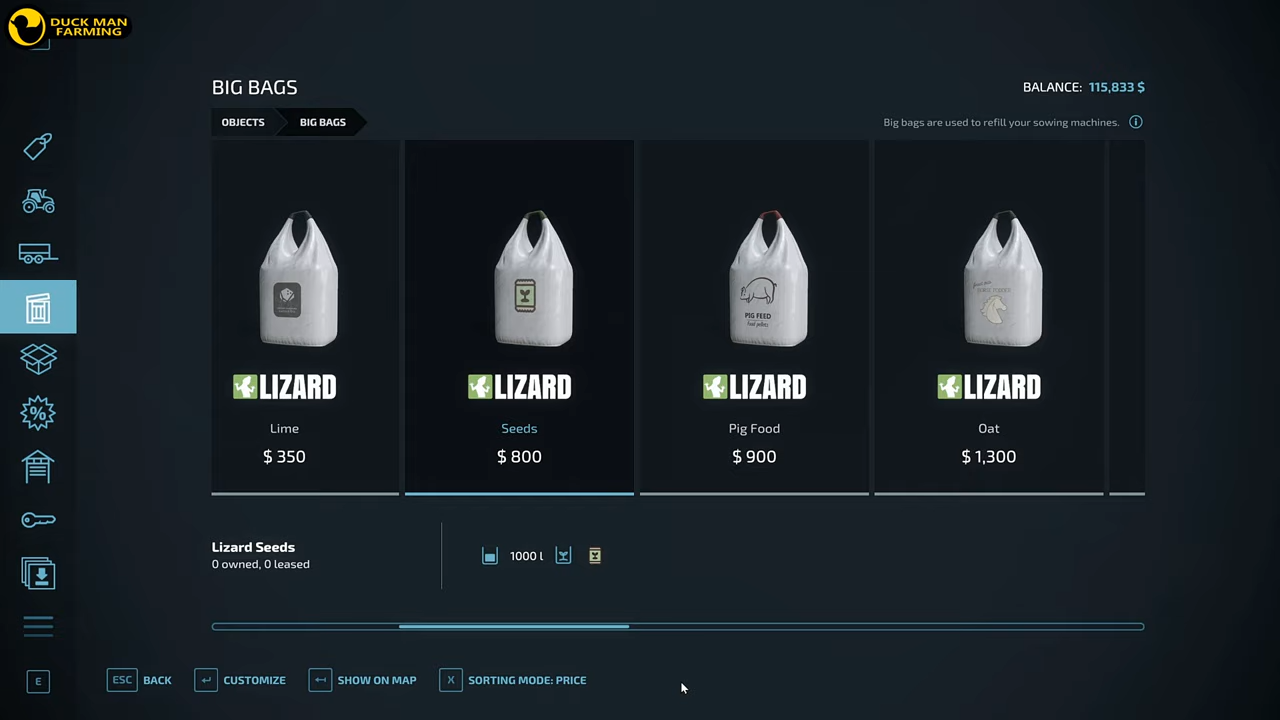 DUCK MAN
FARMING
BIG BAGS
BALANCE: 115,833 $
OBJECTS
BIG BAGS
Big bags are used to refill your sowing machines.
PIG FEED
Food pellets
LIZARD
LIZARD
LIZARD
LIZARD
Lime
Seeds
Pig Food
Oat
$ 350
$ 800
$ 900
$ 1,300
Lizard Seeds
0 owned, 0 leased
1000 l
E
ESC BACK
CUSTOMIZE
SHOW ON MAP
X SORTING MODE: PRICE